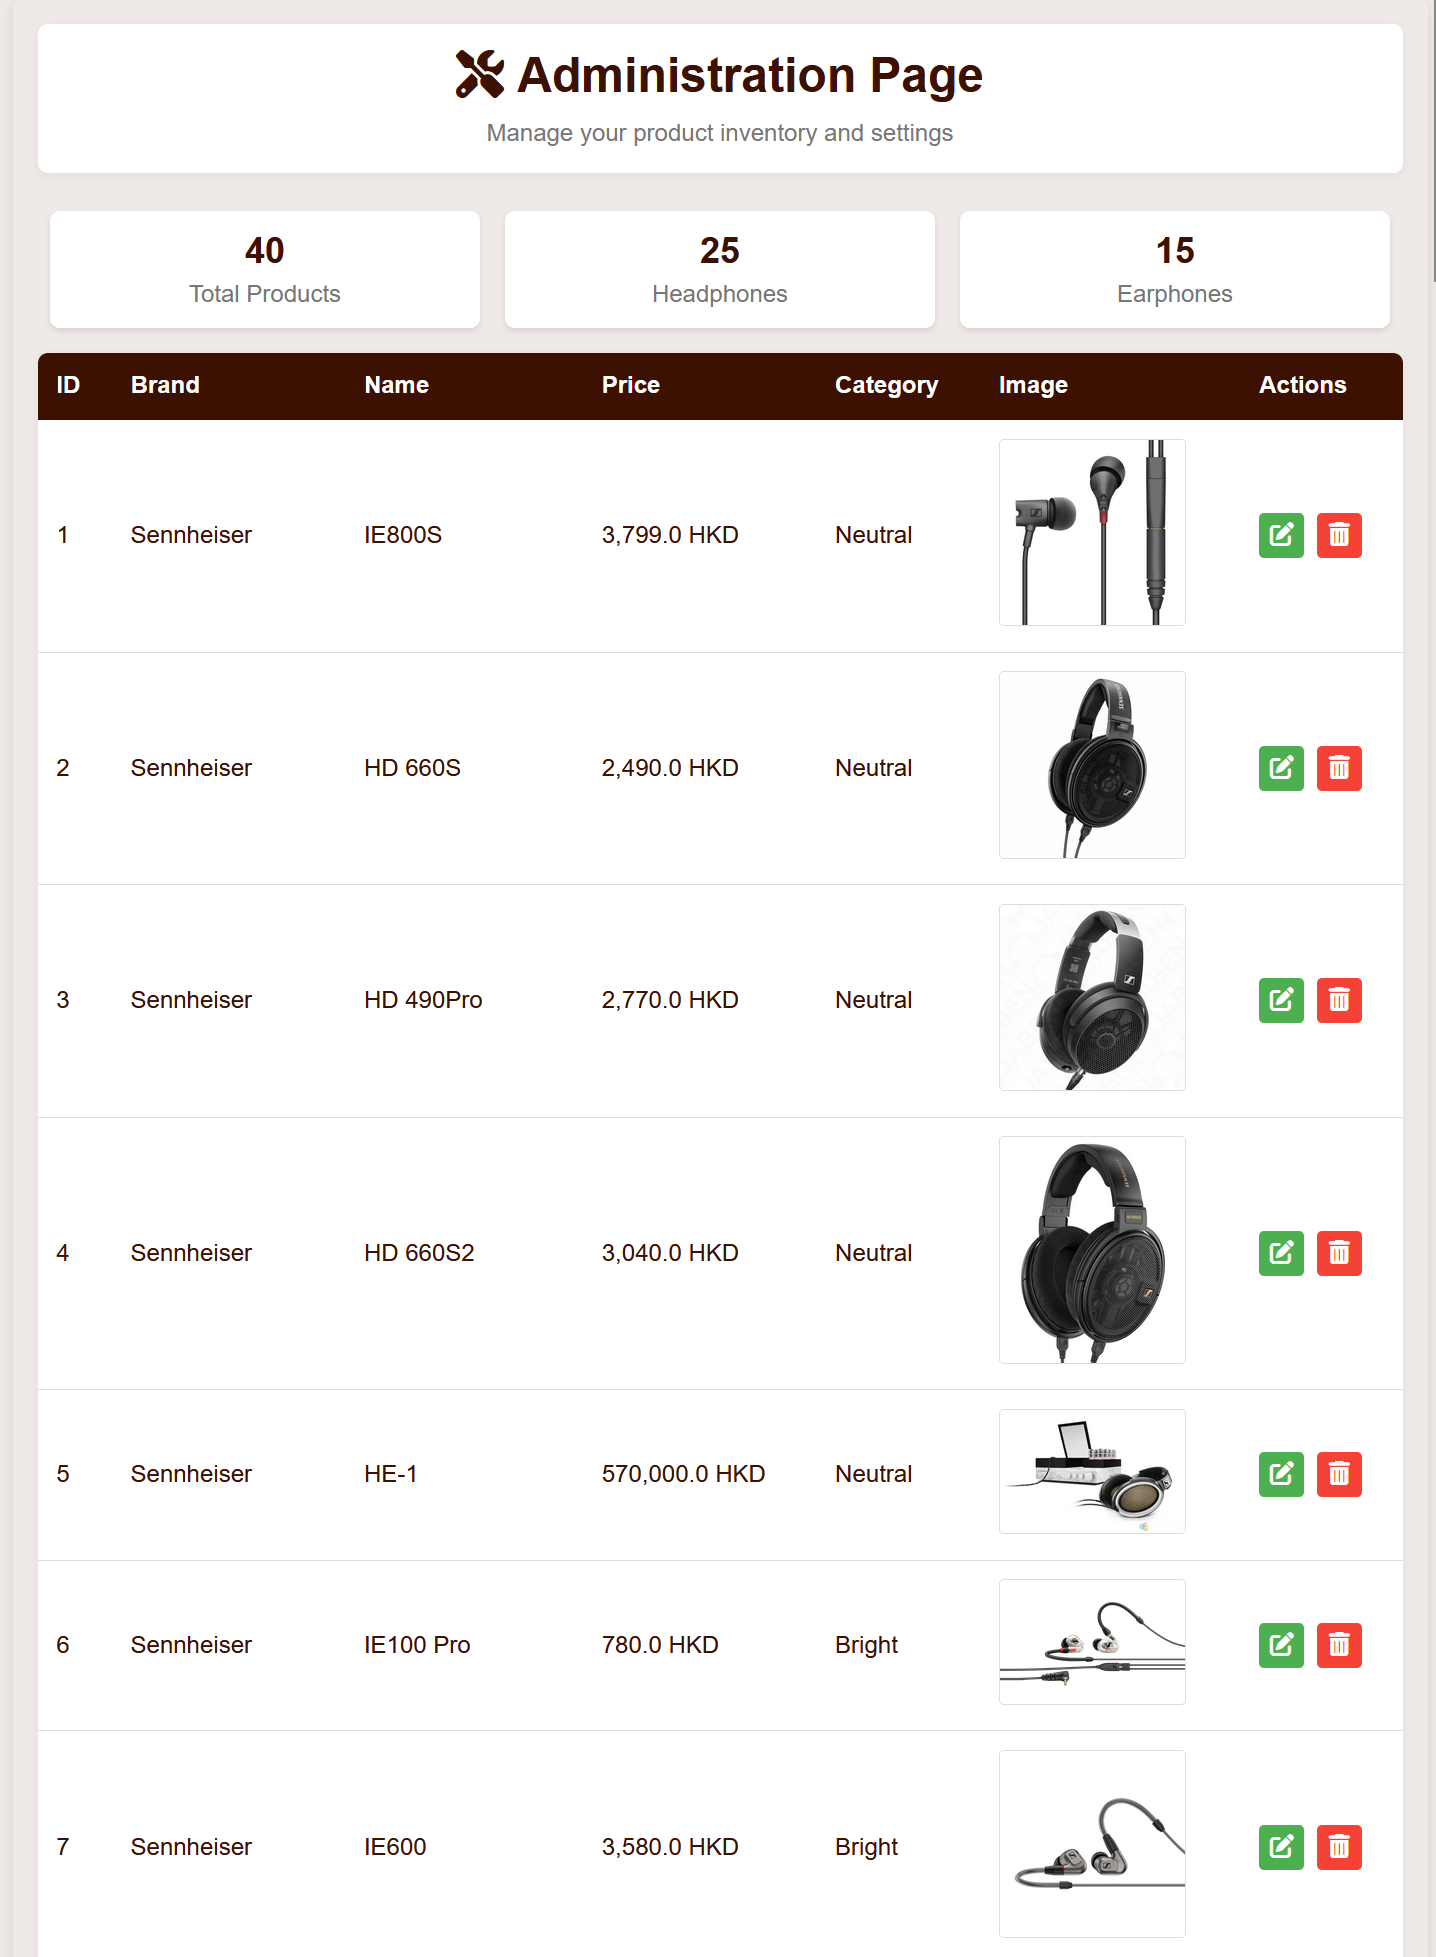 Administration Page
Manage your product inventory and settings
40
Total Products
25
Headphones
15
Earphones
ID Brand Name Price Category Image Actions
1 Sennheiser IE800S 3,799.0 HKD Neutral
2 Sennheiser HD 660S 2,490.0 HKD Neutral
3 Sennheiser HD 490Pro 2,770.0 HKD Neutral
4 Sennheiser HD 660S2 3,040.0 HKD Neutral
5 Sennheiser HE-1 570,000.0 HKD Neutral
6 Sennheiser IE100 Pro 780.0 HKD Bright
7 Sennheiser IE600 3,580.0 HKD Bright